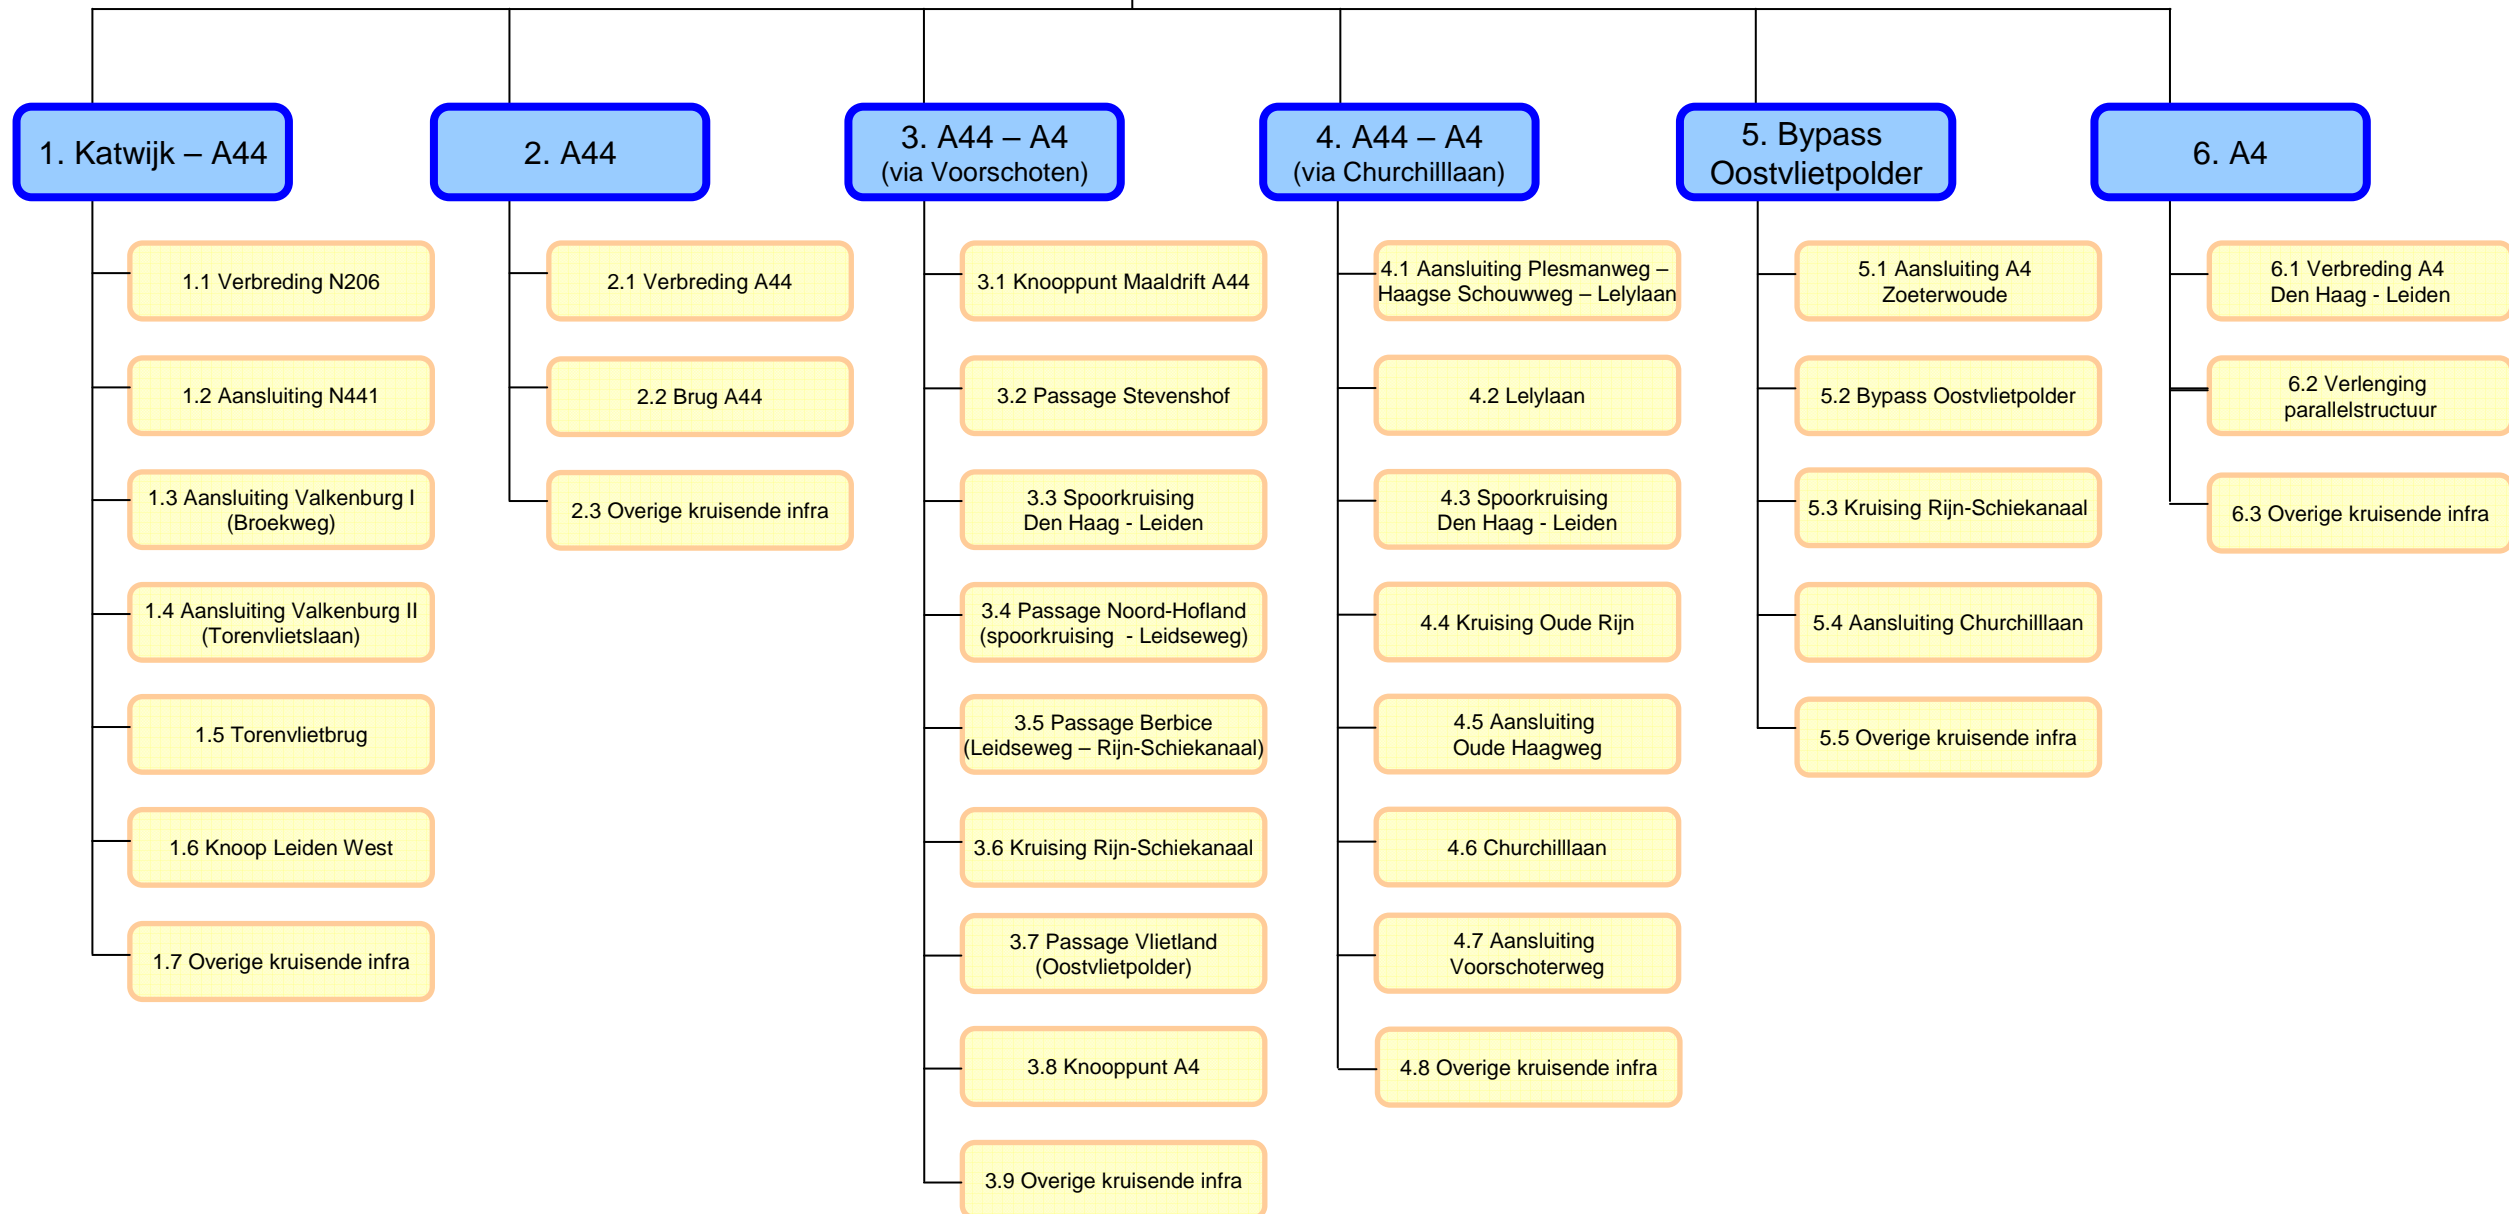 1. Katwijk – A44
1.1 Verbreding N206
1.2 Aansluiting N441
1.3 Aansluiting Valkenburg I
(Broekweg)
1.4 Aansluiting Valkenburg II
(Torenvlietslaan)
1.5 Torenvlietbrug
1.6 Knoop Leiden West
1.7 Overige kruisende infra
2. A44
2.1 Verbreding A44
2.2 Brug A44
2.3 Overige kruisende infra
3. A44 – A4
(via Voorschoten)
3.1 Knooppunt Maaldrift A44
3.2 Passage Stevenshof
3.3 Spoorkruising
Den Haag - Leiden
3.4 Passage Noord-Hofland
(spoorkruising - Leidseweg)
3.5 Passage Berbice
(Leidseweg – Rijn-Schiekanaal)
3.6 Kruising Rijn-Schiekanaal
3.7 Passage Vlietland
(Oostvlietpolder)
3.8 Knooppunt A4
3.9 Overige kruisende infra
4. A44 – A4
(via Churchilllaan)
4.1 Aansluiting Plesmanweg –
Haagse Schouwweg – Lelylaan
4.2 Lelylaan
4.3 Spoorkruising
Den Haag - Leiden
4.4 Kruising Oude Rijn
4.5 Aansluiting
Oude Haagweg
4.6 Churchilllaan
4.7 Aansluiting
Voorschoterweg
4.8 Overige kruisende infra
5. Bypass
Oostvlietpolder
5.1 Aansluiting A4
Zoeterwoude
5.2 Bypass Oostvlietpolder
5.3 Kruising Rijn-Schiekanaal
5.4 Aansluiting Churchilllaan
5.5 Overige kruisende infra
6. A4
6.1 Verbreding A4
Den Haag - Leiden
6.2 Verlenging
parallelstructuur
6.3 Overige kruisende infra